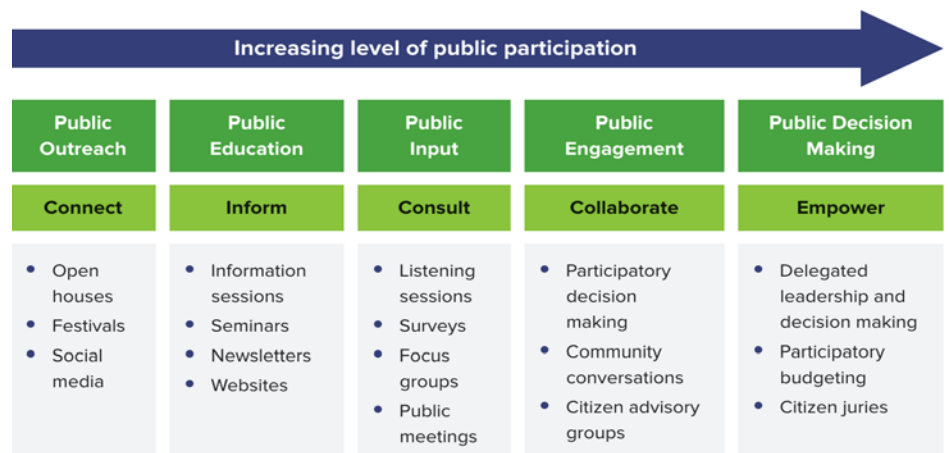 Increasing level of public participation
Public
Outreach
Connect
• Open
houses
• Festivals
• Social
media
Public
Education
Inform
• Information
sessions
• Seminars
• Newsletters
• Websites
Public
Input
Consult
• Listening
sessions
• Surveys
• Focus
groups
• Public
meetings
Public
Engagement
Collaborate
• Participatory
decision
making
• Community
conversations
• Citizen advisory
groups
Public Decision
Making
Empower
• Delegated
leadership and
decision making
• Participatory
budgeting
• Citizen juries